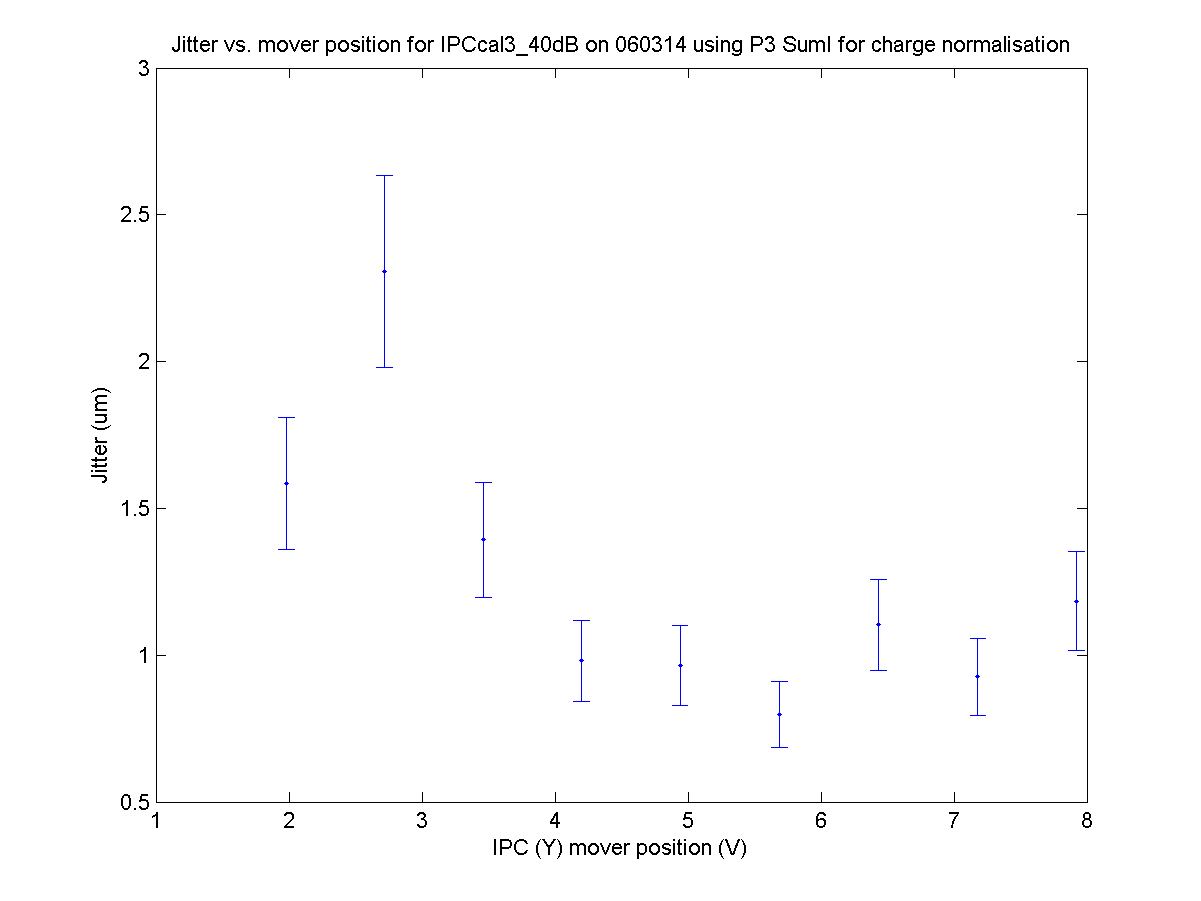 Jitter vs. mover position for IPCcal3_40dB on 060314 using P3 SumI for charge normalisation
3
2.5
2
1.5
1
0.5
Jitter (um)
1 2 3 4 5 6 7 8
IPC (Y) mover position (V)